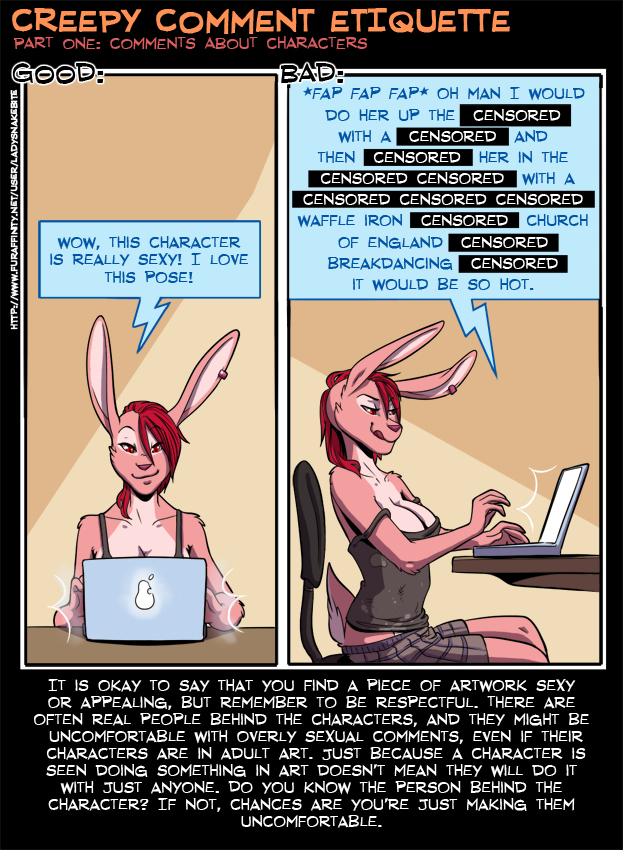 CREEPY COMMENT ETIQUETTE
PART ONE: COMMENTS ABOUT CHARACTERS
GOOD:
HTTP://WWW.FURAFFINITY.NET/USER/LADYSNAKEBITE
WOW, THIS CHARACTER
IS REALLY SEXY! I LOVE
THIS POSE!
BAD:
*FAP FAP FAP* OH MAN I WOULD
DO HER UP THE CENSORED
WITH A CENSORED AND
THEN CENSORED HER IN THE
CENSORED CENSORED WITH A
CENSORED CENSORED CENSORED
WAFFLE IRON CENSORED CHURCH
OF ENGLAND CENSORED
BREAKDANCING CENSORED
IT WOULD BE SO HOT.
IT IS OKAY TO SAY THAT YOU FIND A PIECE OF ARTWORK SEXY
OR APPEALING, BUT REMEMBER TO BE RESPECTFUL. THERE ARE
OFTEN REAL PEOPLE BEHIND THE CHARACTERS, AND THEY MIGHT BE
UNCOMFORTABLE WITH OVERLY SEXUAL COMMENTS, EVEN IF THEIR
CHARACTERS ARE IN ADULT ART. JUST BECAUSE A CHARACTER IS
SEEN DOING SOMETHING IN ART DOESN'T MEAN THEY WILL DO IT
WITH JUST ANYONE. DO YOU KNOW THE PERSON BEHIND THE
CHARACTER? IF NOT, CHANCES ARE YOU'RE JUST MAKING THEM
UNCOMFORTABLE.